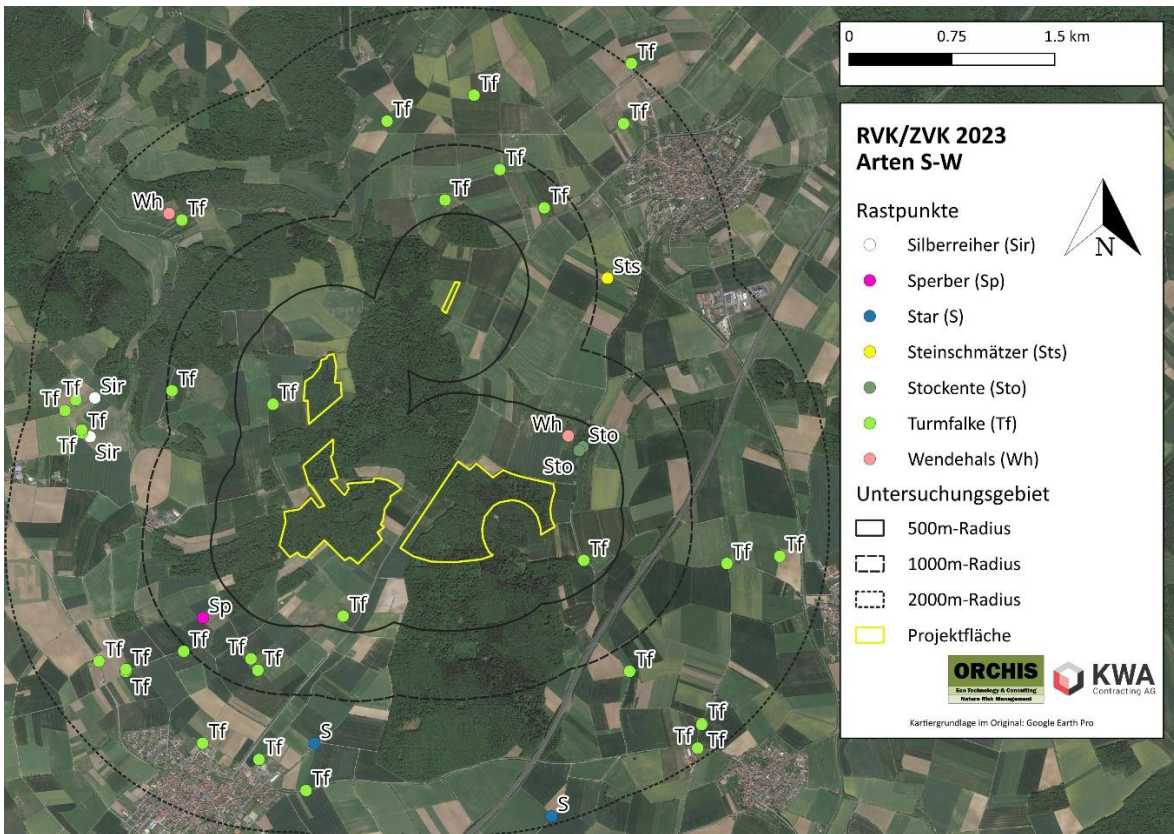 Tf
Tf
Tf
Tf
Tf
Tf
Tf
Wh
Tf
Sts
Tf
Tf
Sir
Tf
Tf
Tf
Tf
Sir
Wh
Sto
Sto
Tf
Tf
Tf
Sp
Tf
Tf
Tf
Tf
Tf
Tf
Tf
Tf
Tf
Tf
Tf
Tf
S
Tf
Tf
S
0 0.75 1.5 km
RVK/ZVK 2023
Arten S-W
Rastpunkte
N
Silberreiher (Sir)
Sperber (Sp)
Star (S)
Steinschmätzer (Sts)
Stockente (Sto)
Turmfalke (Tf)
Wendehals (Wh)
Untersuchungsgebiet
500m-Radius
1000m-Radius
2000m-Radius
Projektfläche
ORCHIS
Eco Technology & Consulting
Nature Risk Management
KWA
Contracting AG
Kartiergrundlage im Original: Google Earth Pro